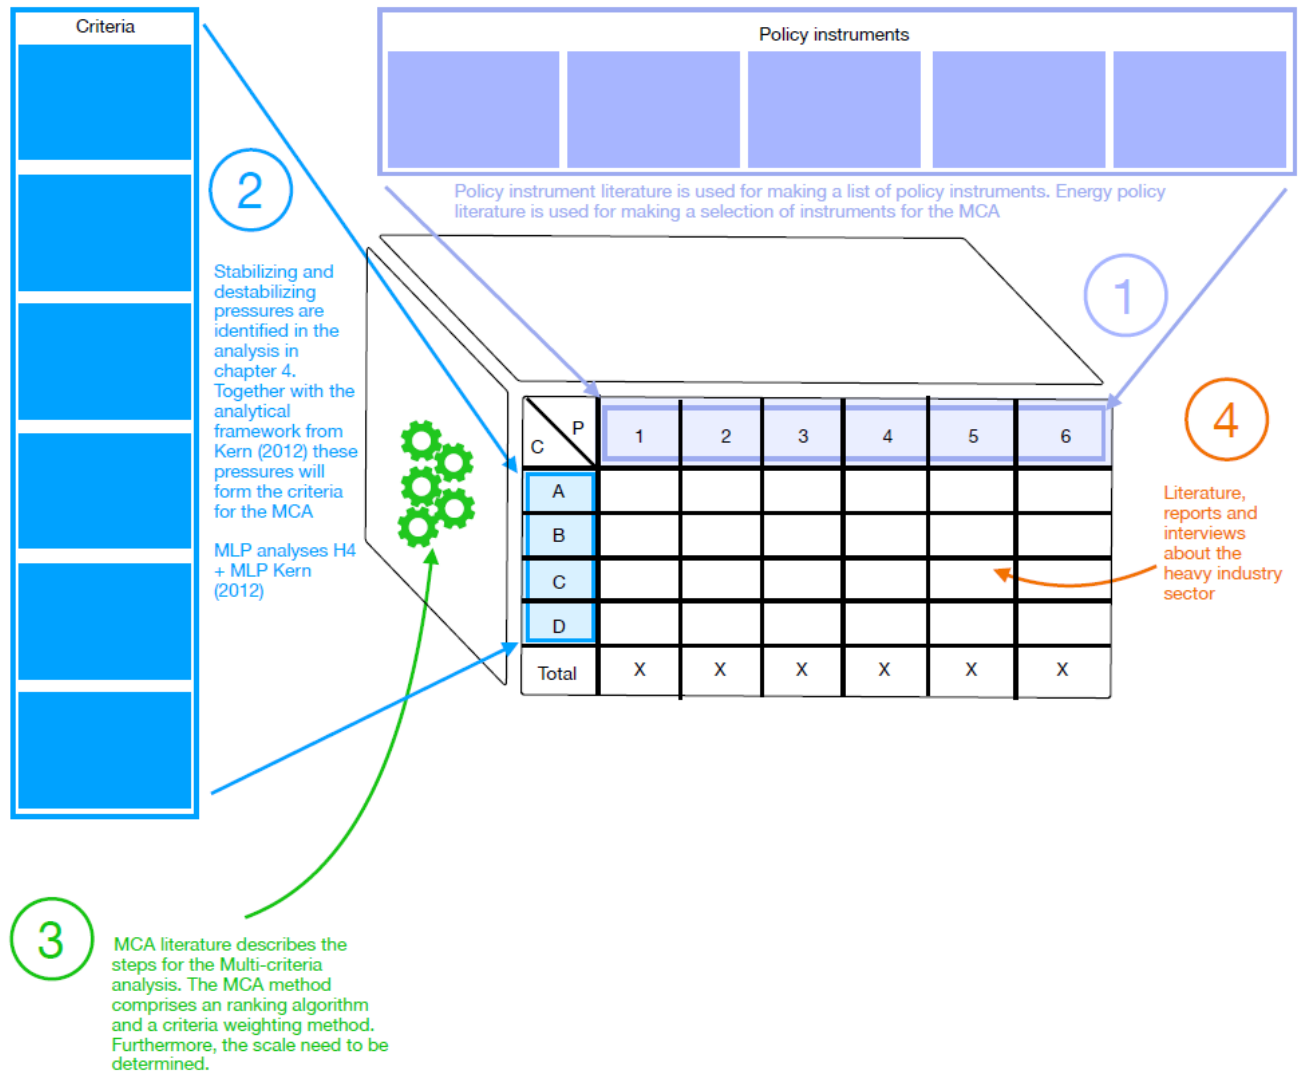 Criteria
Policy instruments
2
Policy instrument literature is used for making a list of policy instruments. Energy policy
literature is used for making a selection of instruments for the MCA
Stabilizing and
destabilizing
pressures are
identified in the
analysis in
chapter 4.
Together with the
analytical
framework from
Kern (2012) these
pressures will
form the criteria
for the MCA
MLP analyses H4
+ MLP Kern
(2012)
1
4
Literature,
reports and
interviews
about the
heavy industry
sector
P
C
1 2 3 4 5 6
A
B
C
D
Total X X X X X X
3
MCA literature describes the
steps for the Multi-criteria
analysis. The MCA method
comprises an ranking algorithm
and a criteria weighting method.
Furthermore, the scale need to be
determined.